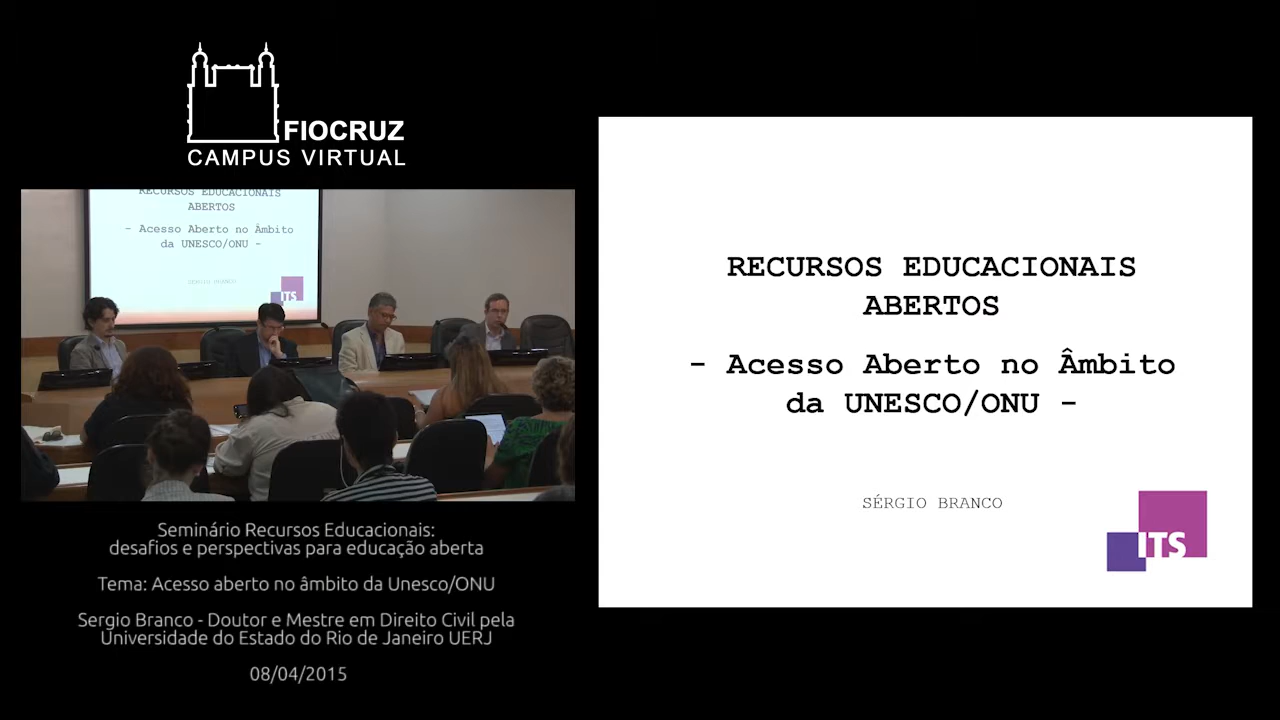 FIOCRUZ
CAMPUS VIRTUAL
RECURSOS EDUCACIONAIS
ABERTOS
- Acesso Aberto no Âmbito
da UNESCO/ONU -
SÉRGIO BRANCO
ITS
Seminário Recursos Educacionais:
desafios e perspectivas para educação aberta
Tema: Acesso aberto no âmbito da Unesco/ONU
Sergio Branco - Doutor e Mestre em Direito Civil pela
Universidade do Estado do Rio de Janeiro UERJ
08/04/2015
RECURSOS EDUCACIONAIS
ABERTOS
- Acesso Aberto no Âmbito
da UNESCO/ONU -
SÉRGIO BRANCO
ITS